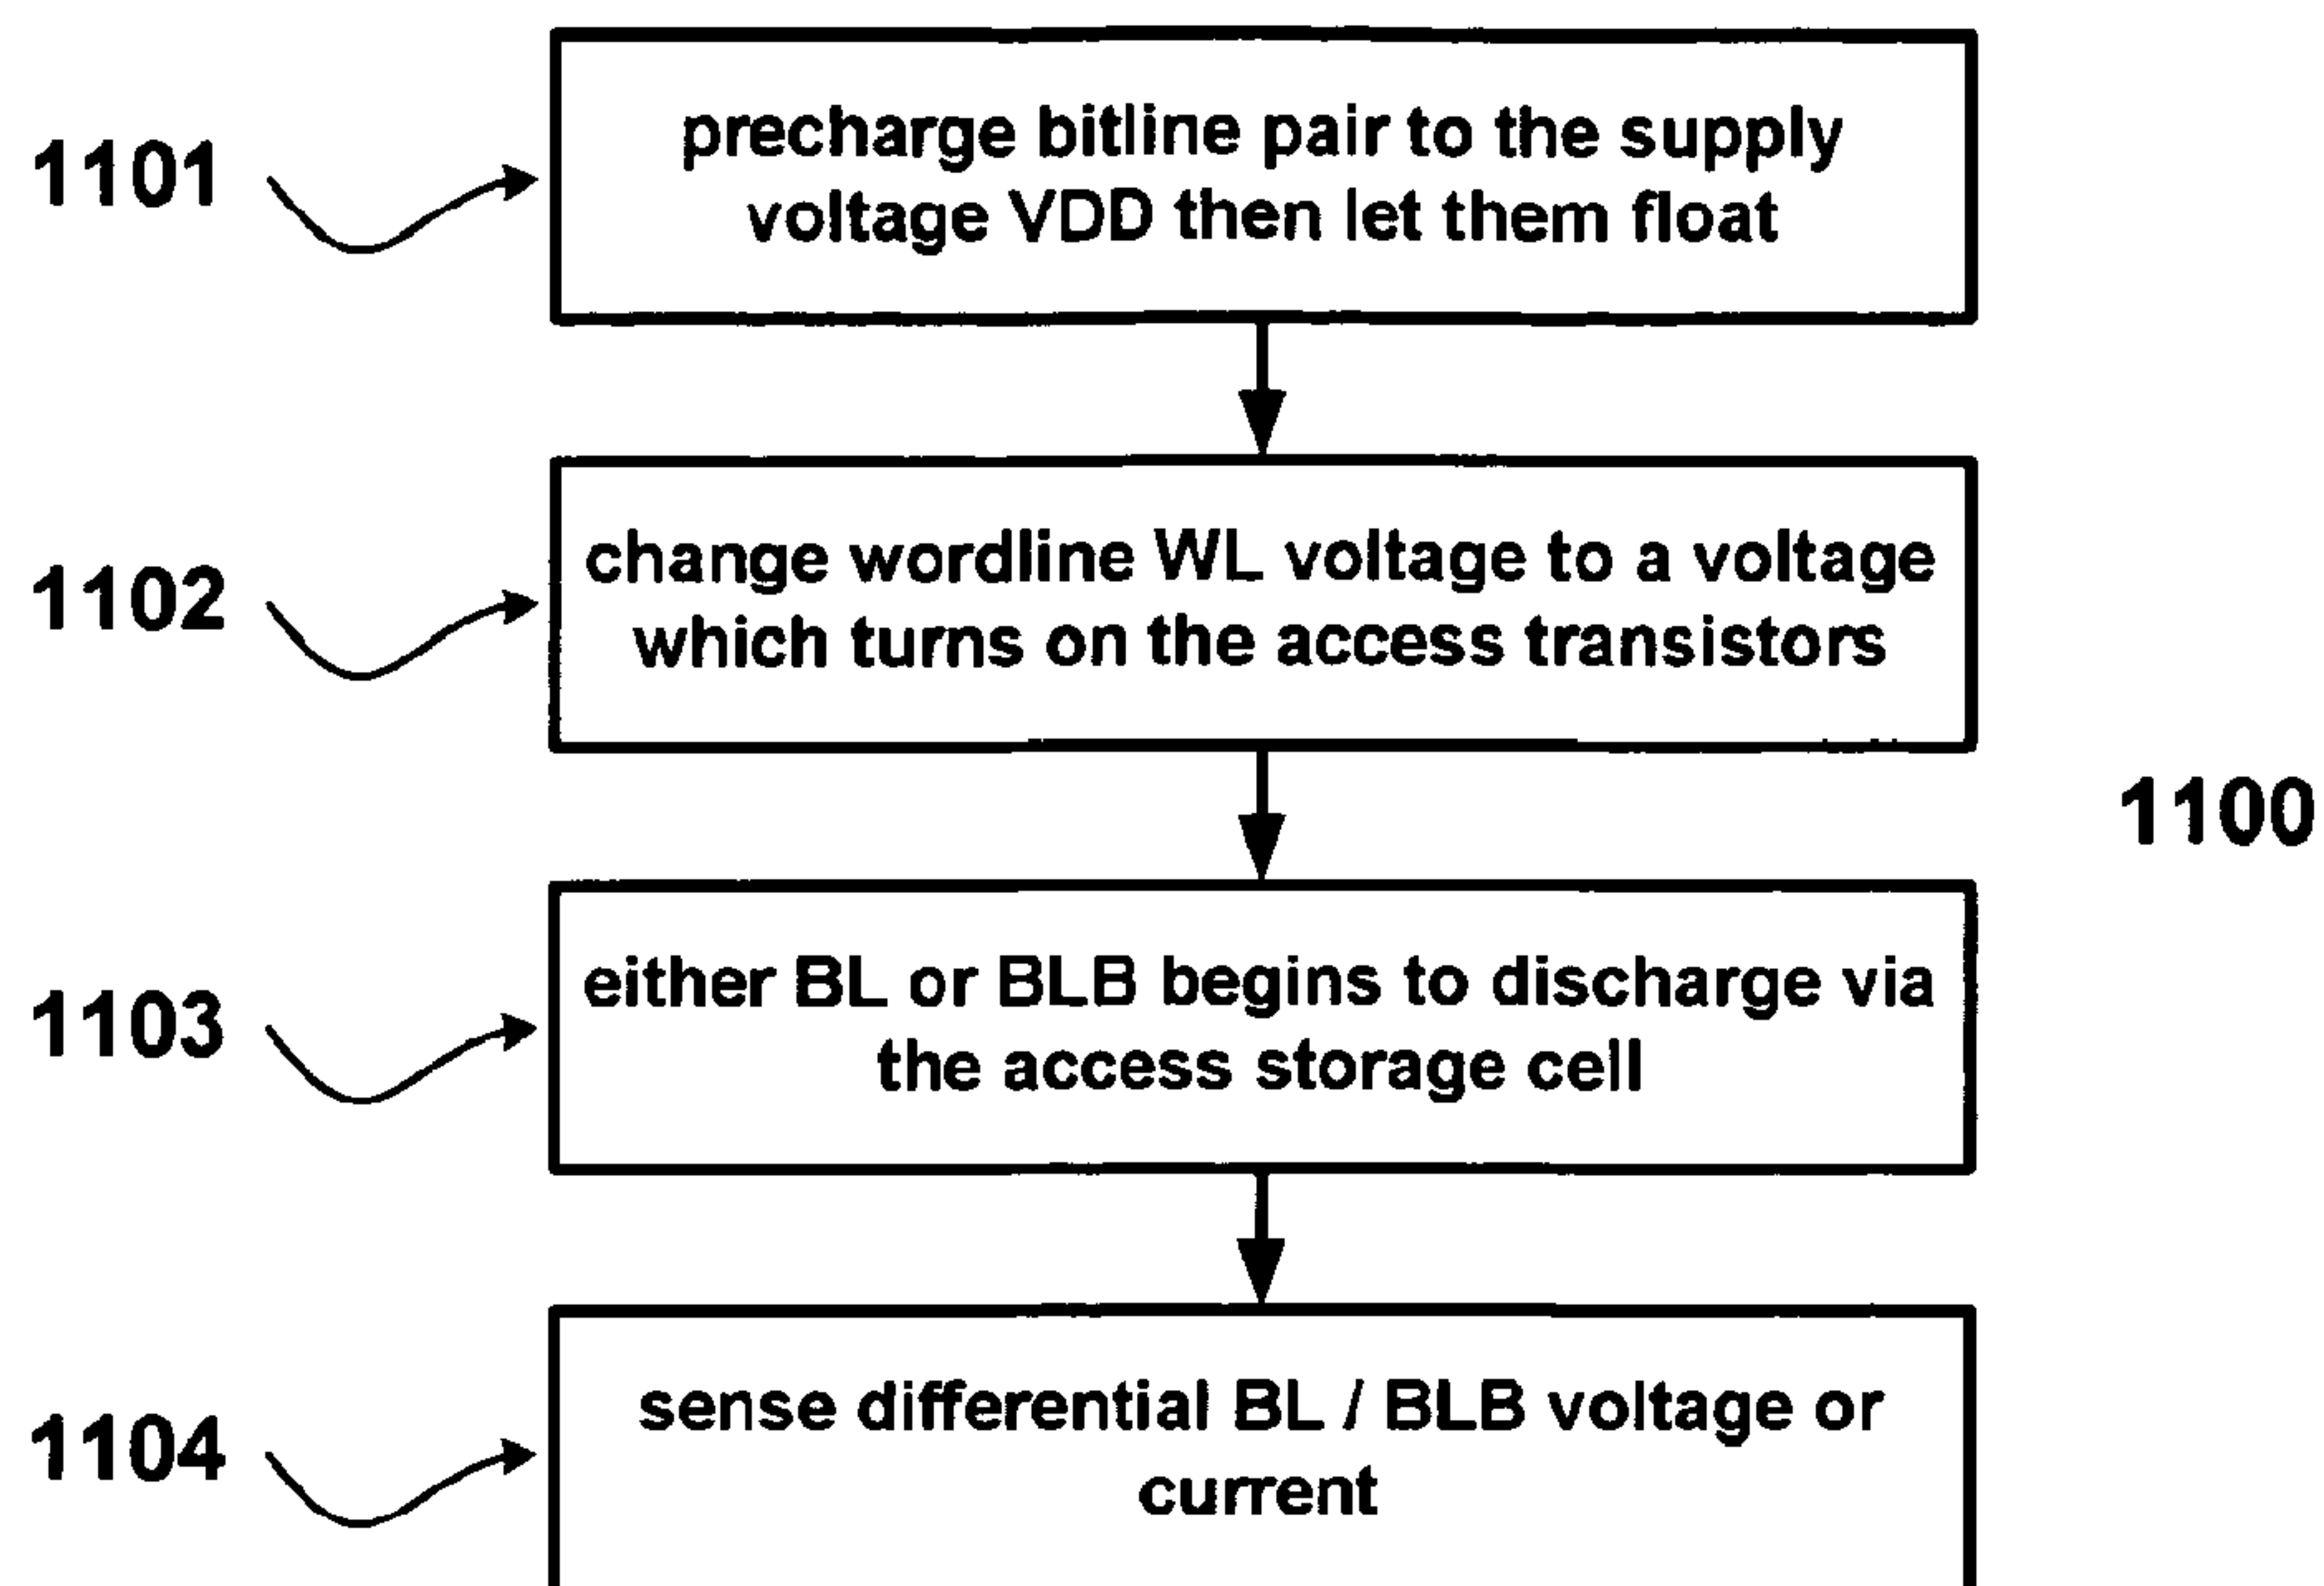 1101
precharge bitline pair to the supply
voltage VDD then let them float
1102
change wordline WL voltage to a voltage
which turns on the access transistors
1100
1103
either BL or BLB begins to discharge via
the access storage cell
1104
sense differential BL / BLB voltage or
current